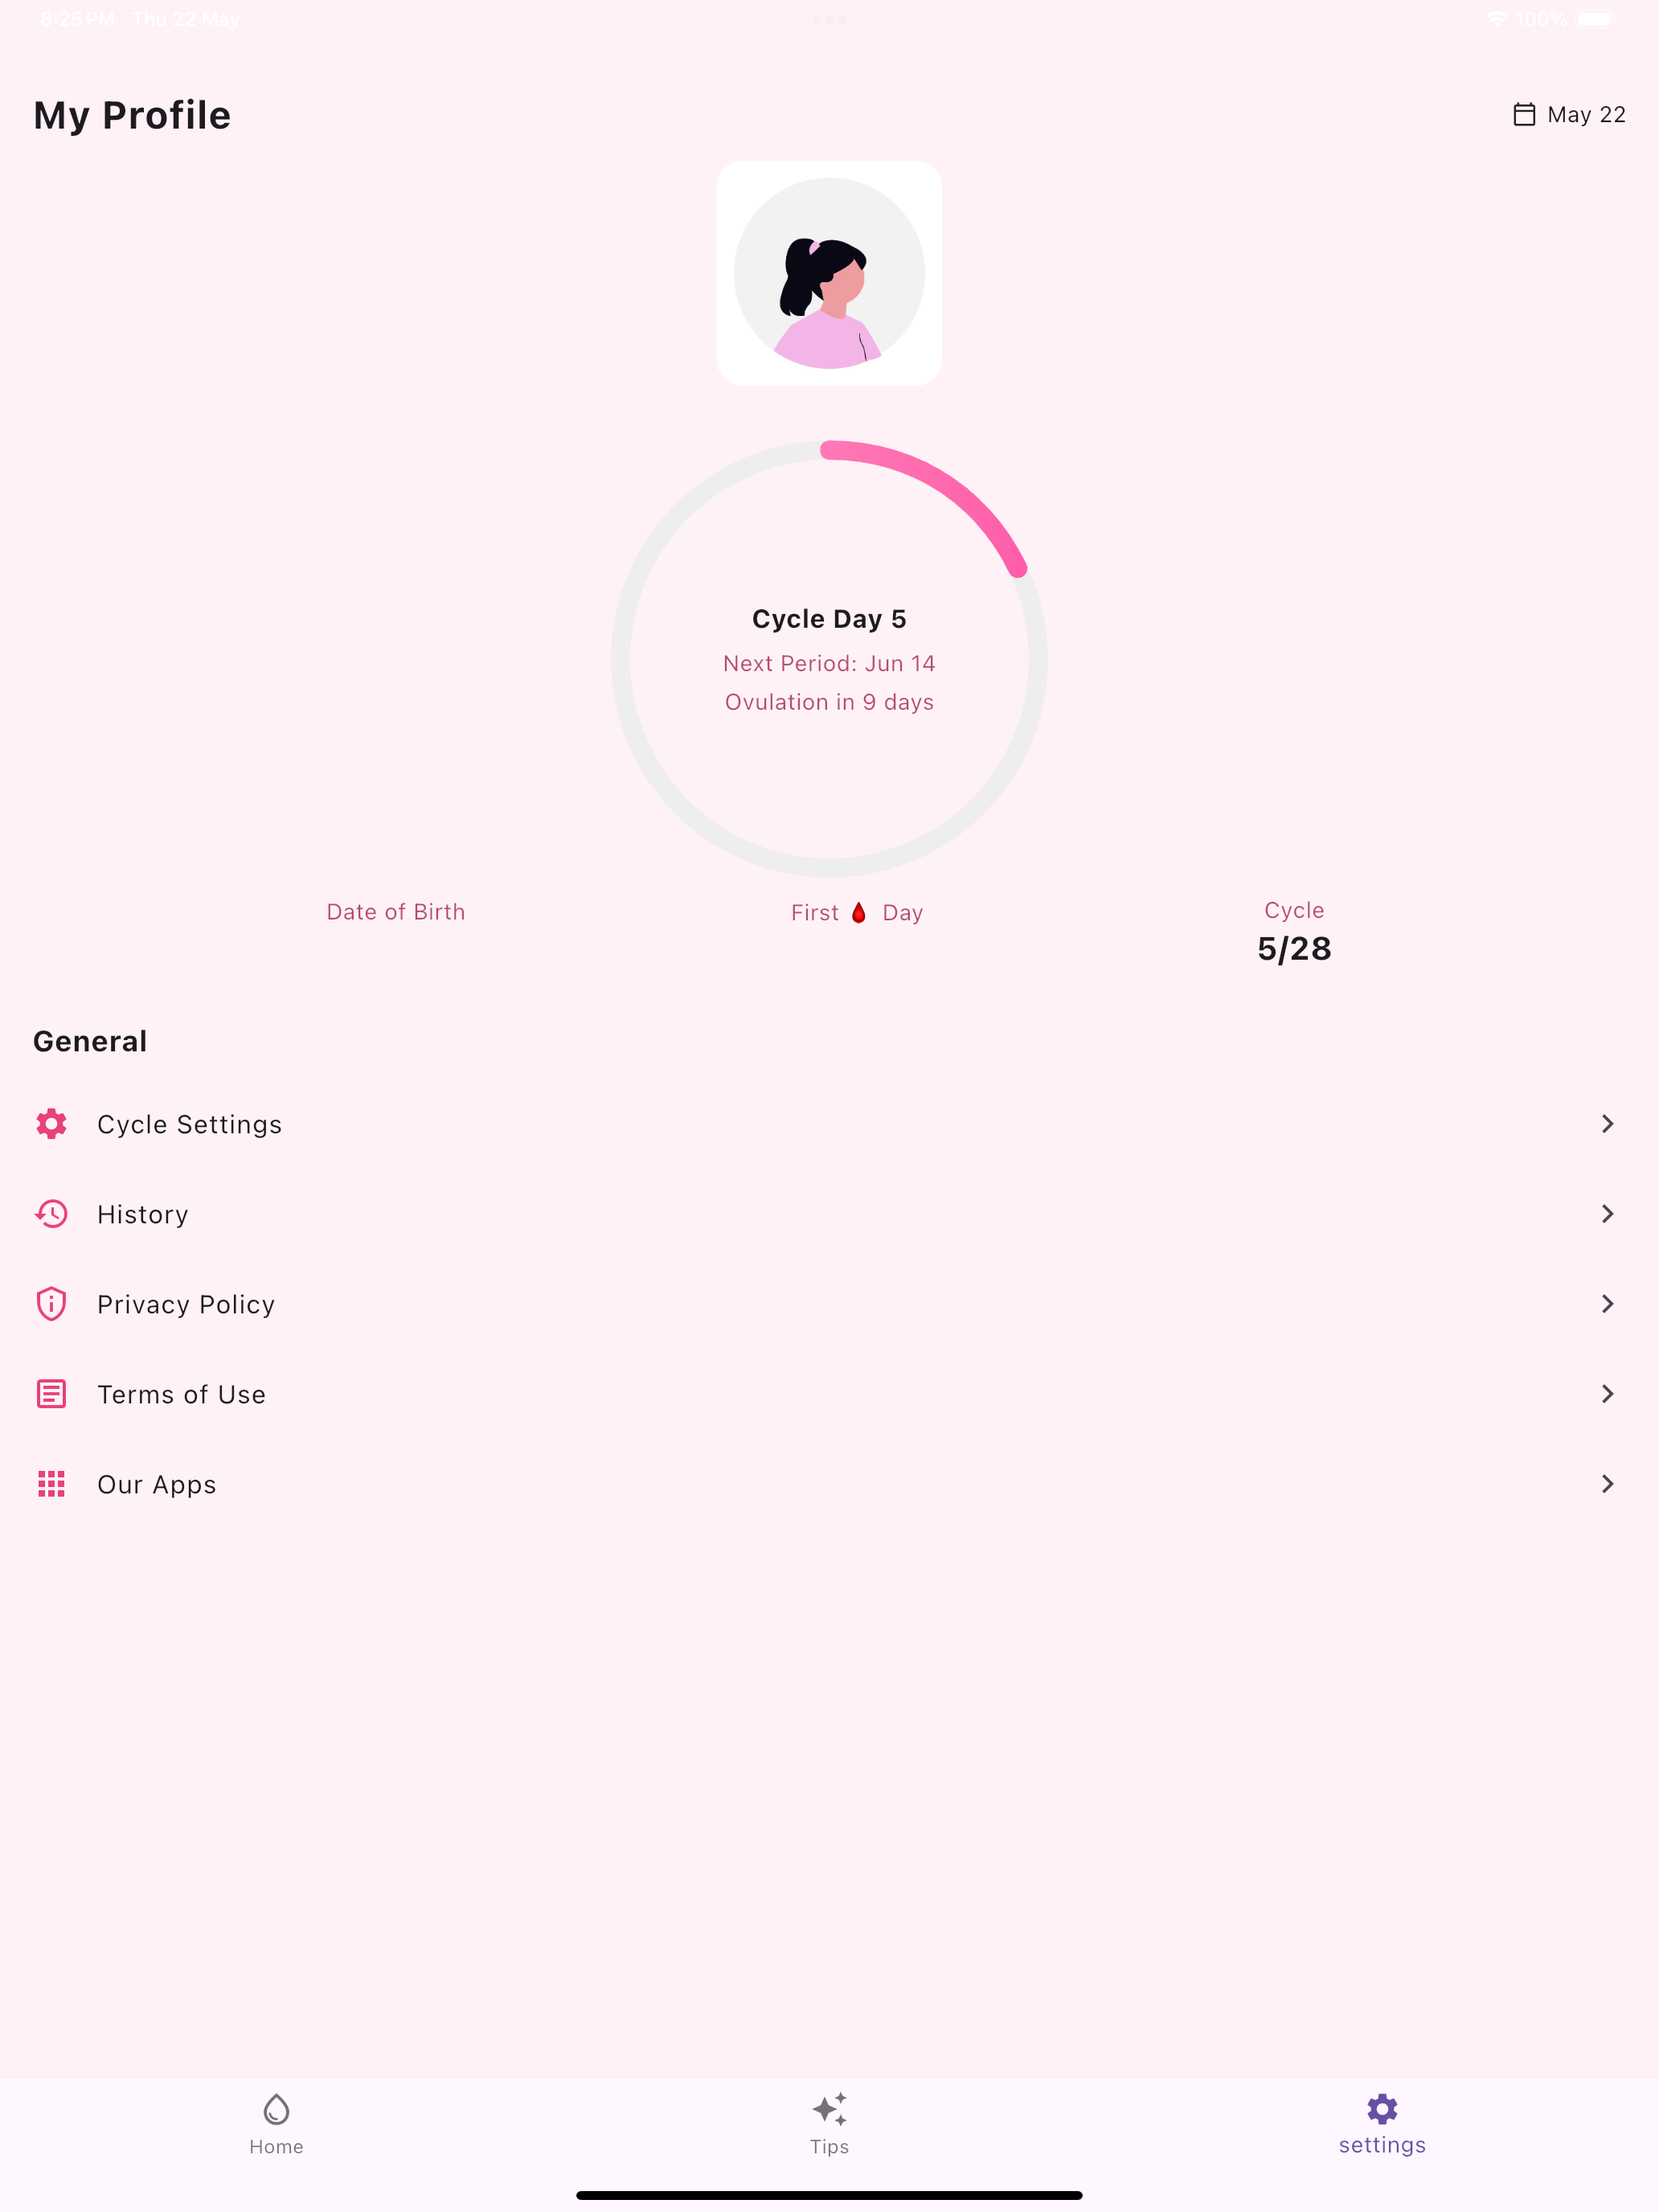 8:25 PM Thu 22 May
100%
My Profile
May 22
Cycle Day 5
Next Period: Jun 14
Ovulation in 9 days
Date of Birth
First 🩸 Day
Cycle
5/28
General
Cycle Settings
History
Privacy Policy
Terms of Use
Our Apps
Home
Tips
settings